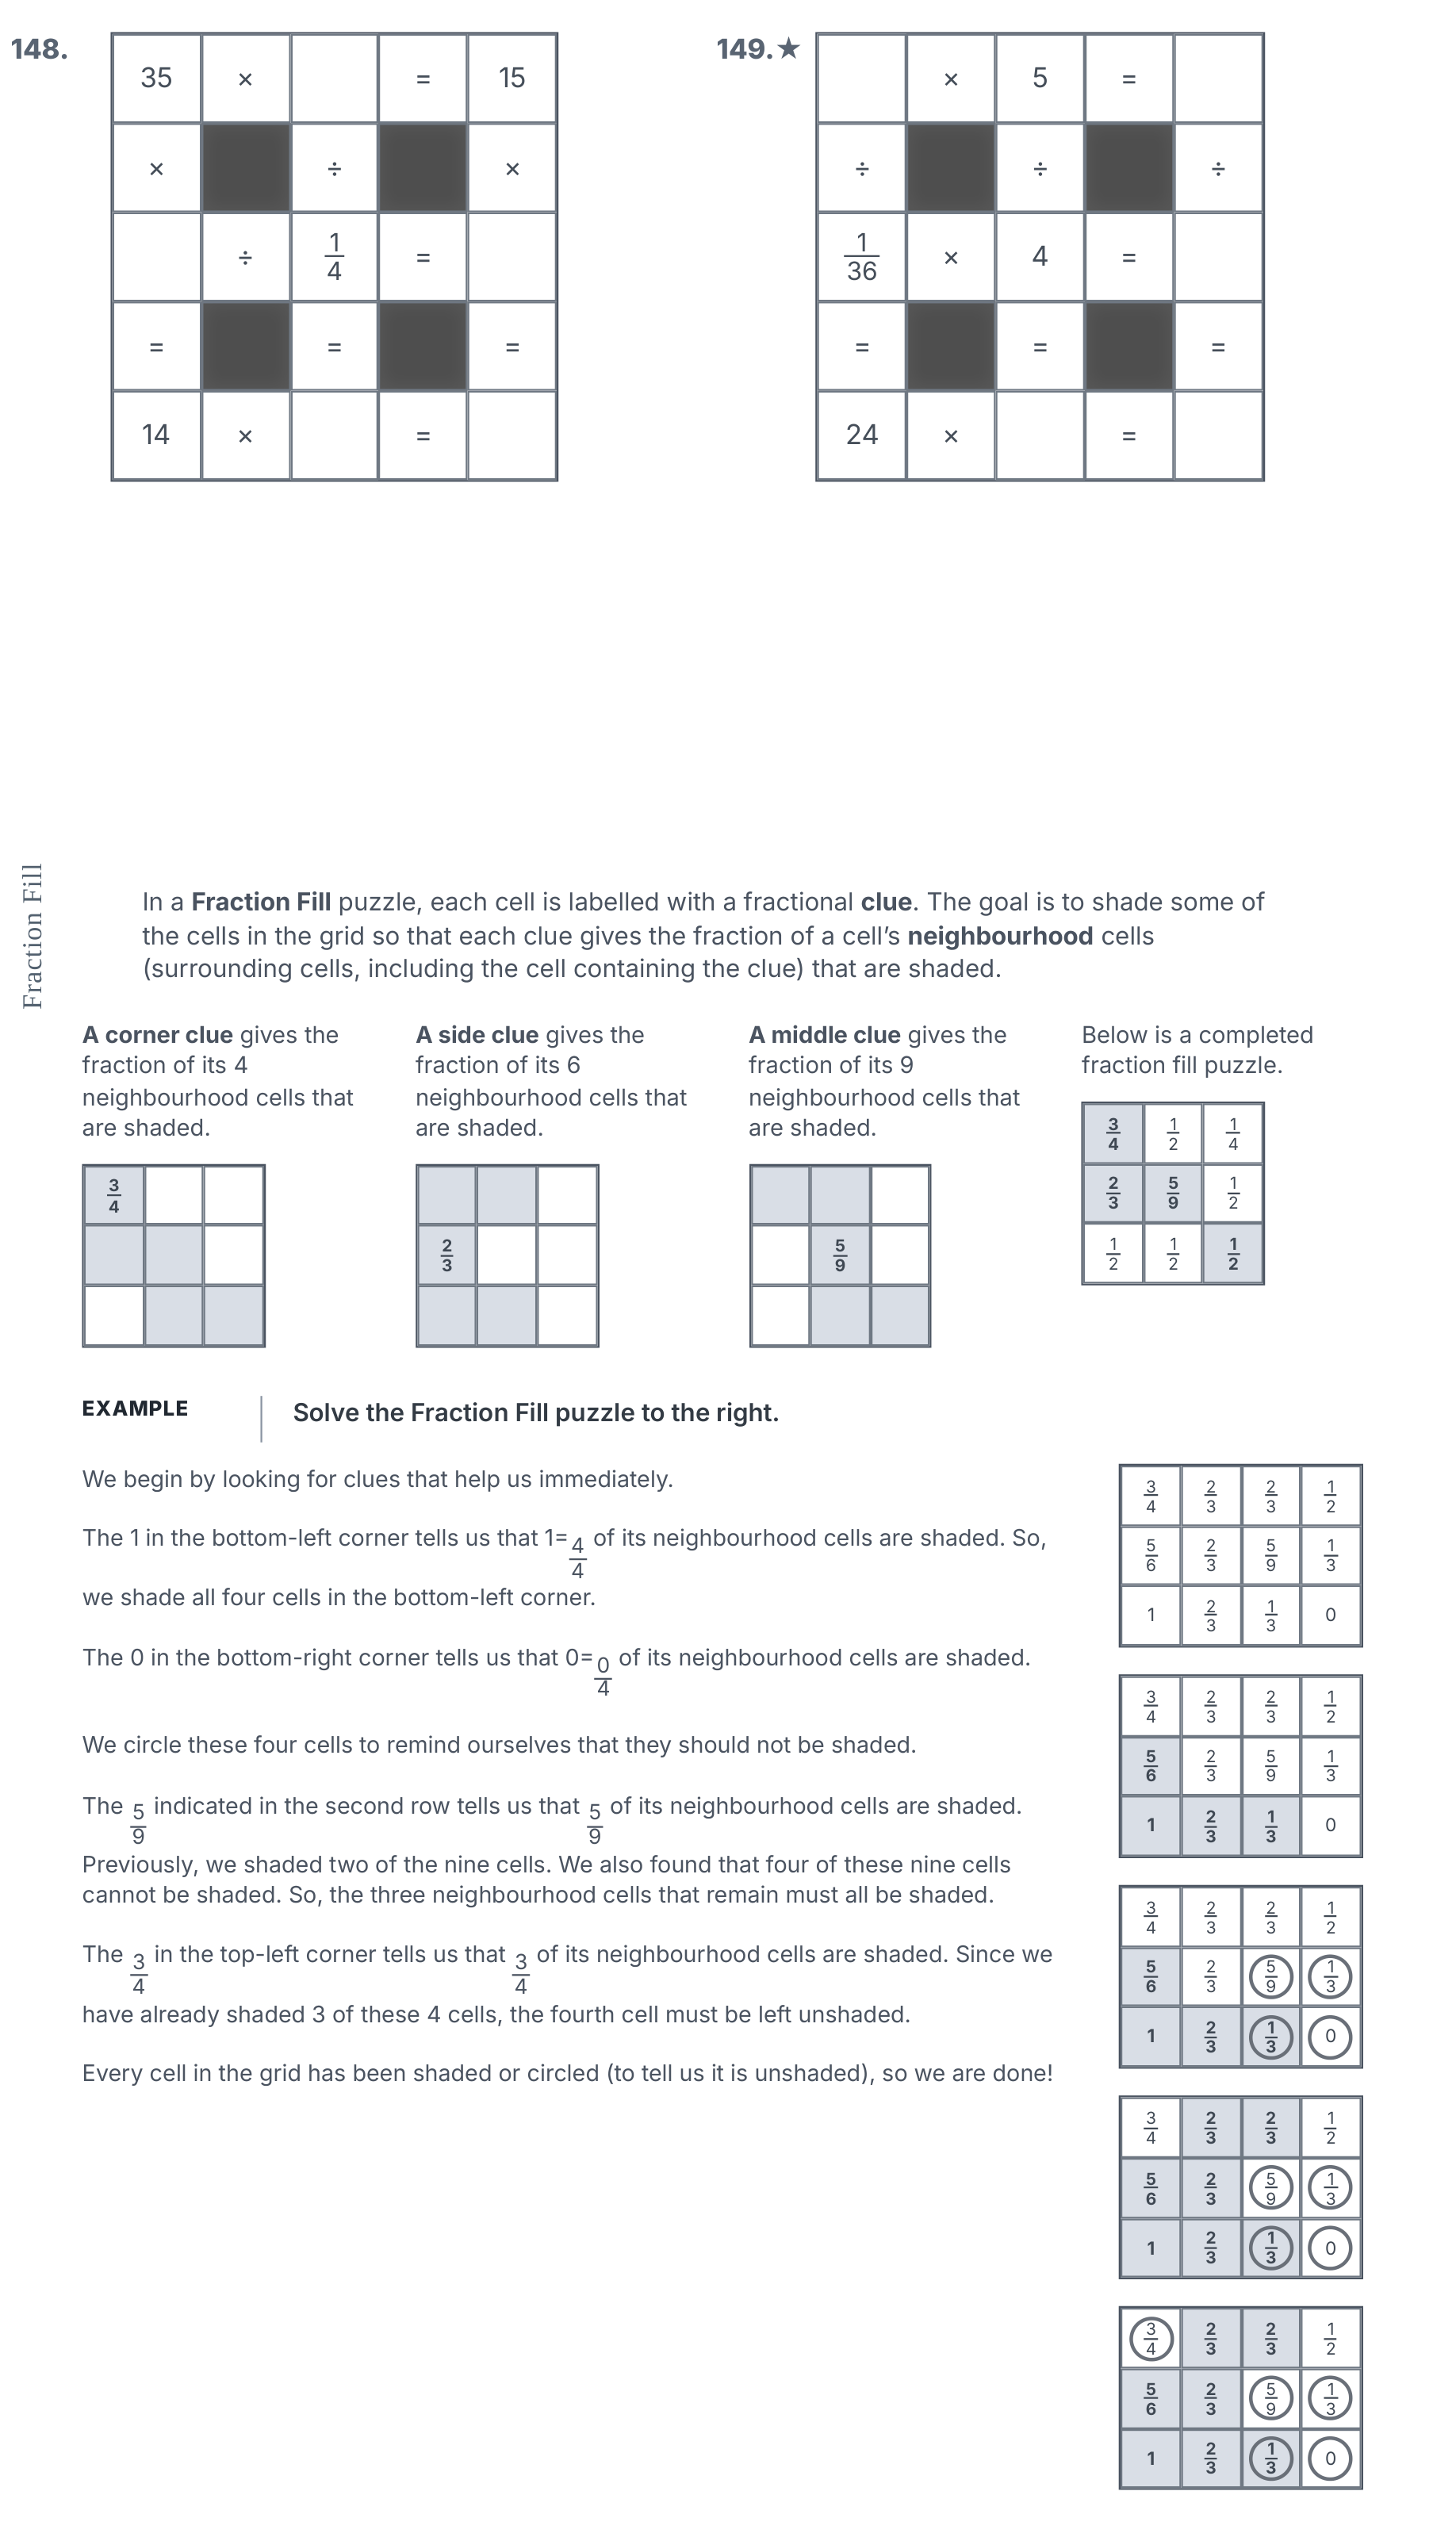 148.
35 × = 15
× ÷ ×
÷ 1/4 =
= = =
14 × =
149.★
× 5 =
÷ ÷ ÷
1/36 × 4 =
= = =
24 × =
Fraction Fill
In a Fraction Fill puzzle, each cell is labelled with a fractional clue. The goal is to shade some of
the cells in the grid so that each clue gives the fraction of a cell’s neighbourhood cells
(surrounding cells, including the cell containing the clue) that are shaded.
A corner clue gives the
fraction of its 4
neighbourhood cells that
are shaded.
3/4
A side clue gives the
fraction of its 6
neighbourhood cells that
are shaded.
2/3
A middle clue gives the
fraction of its 9
neighbourhood cells that
are shaded.
5/9
Below is a completed
fraction fill puzzle.
3/4 1/2 1/4
2/3 5/9 1/2
1/2 1/2 1/2
EXAMPLE
Solve the Fraction Fill puzzle to the right.
We begin by looking for clues that help us immediately.
The 1 in the bottom-left corner tells us that 1=4/4 of its neighbourhood cells are shaded. So,
we shade all four cells in the bottom-left corner.
The 0 in the bottom-right corner tells us that 0=0/4 of its neighbourhood cells are shaded.
We circle these four cells to remind ourselves that they should not be shaded.
The 5/9 indicated in the second row tells us that 5/9 of its neighbourhood cells are shaded.
Previously, we shaded two of the nine cells. We also found that four of these nine cells
cannot be shaded. So, the three neighbourhood cells that remain must all be shaded.
The 3/4 in the top-left corner tells us that 3/4 of its neighbourhood cells are shaded. Since we
have already shaded 3 of these 4 cells, the fourth cell must be left unshaded.
Every cell in the grid has been shaded or circled (to tell us it is unshaded), so we are done!
3/4 2/3 2/3 1/2
5/6 2/3 5/9 1/3
1 2/3 1/3 0
3/4 2/3 2/3 1/2
5/6 2/3 5/9 1/3
1 2/3 1/3 0
3/4 2/3 2/3 1/2
5/6 2/3 5/9 1/3
1 2/3 1/3 0
3/4 2/3 2/3 1/2
5/6 2/3 5/9 1/3
1 2/3 1/3 0
3/4 2/3 2/3 1/2
5/6 2/3 5/9 1/3
1 2/3 1/3 0